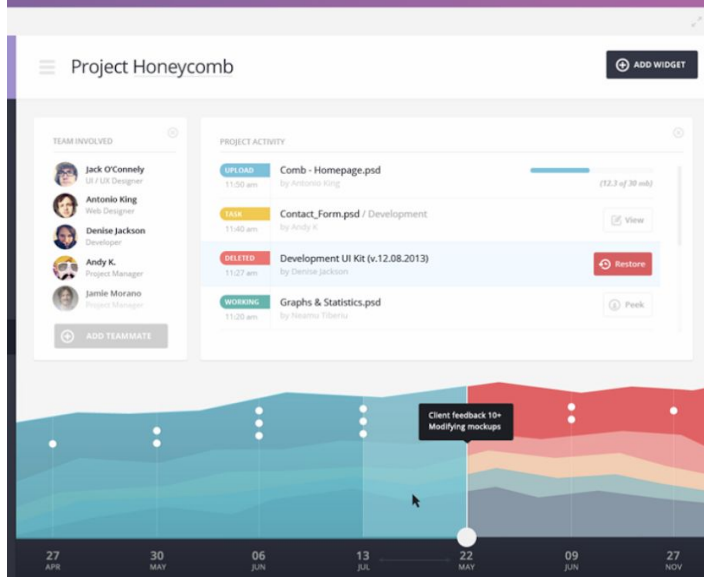 Project Honeycomb
ADD WIDGET
TEAM INVOLVED
Jack O'Connely
UI / UX Designer
Antonio King
Web Designer
Denise Jackson
Developer
Andy K.
Project Manager
Jamie Morano
Project Manager
ADD TEAMMATE
PROJECT ACTIVITY
UPLOAD Comb - Homepage.psd
11:50 am by Antonio King (12,3 of 30 mb)
TASK Contact_Form.psd / Development
11:40 am by Andy K View
DELETED Development UI Kit (v.12.08.2013)
11:27 am by Denise Jackson Restore
WORKING Graphs & Statistics.psd
11:20 am by Neamu Tiberiu Peek
Client feedback 10+
Modifying mockups
27 30 06 13 22 09 27
APR MAY JUN JUL MAY JUN NOV